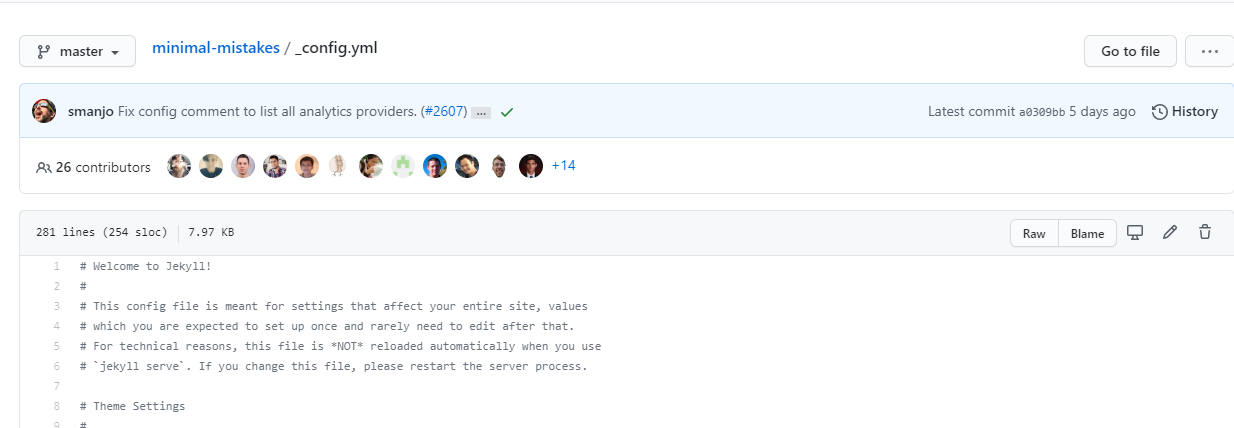 master minimal-mistakes / _config.yml Go to file ...
smanjo Fix config comment to list all analytics providers. (#2607) ... Latest commit a0309bb 5 days ago History
26 contributors +14
281 lines (254 sloc) 7.97 KB Raw Blame
1 # Welcome to Jekyll!
2 #
3 # This config file is meant for settings that affect your entire site, values
4 # which you are expected to set up once and rarely need to edit after that.
5 # For technical reasons, this file is *NOT* reloaded automatically when you use
6 # `jekyll serve`. If you change this file, please restart the server process.
7
8 # Theme Settings
9 #